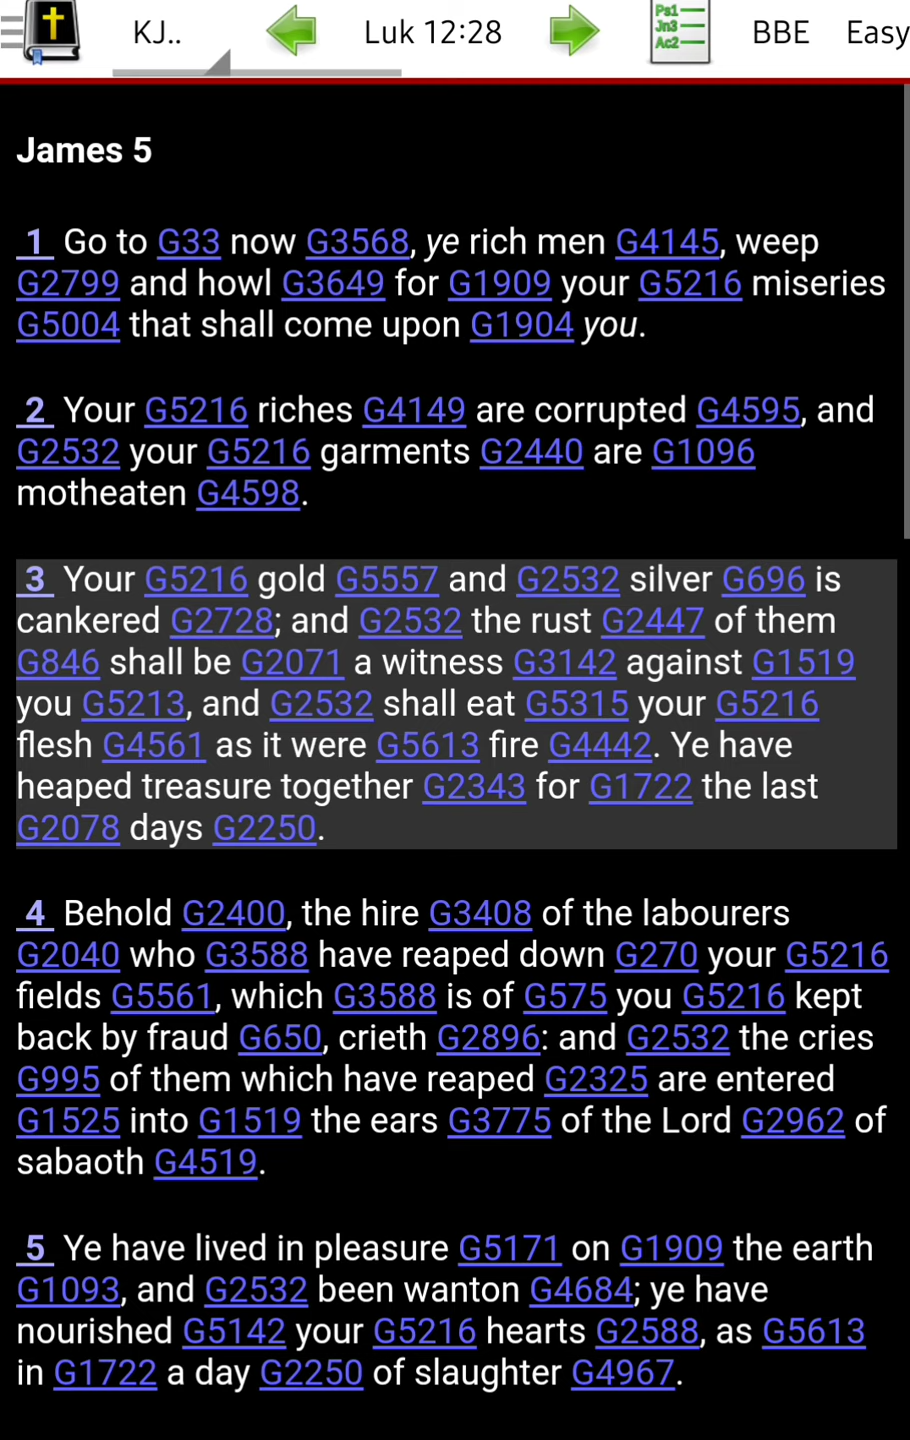 KJ.. Luk 12:28 Ps1 Jn3 Ac2 BBE Easy
James 5
1 Go to G33 now G3568, ye rich men G4145, weep
G2799 and howl G3649 for G1909 your G5216 miseries
G5004 that shall come upon G1904 you.
2 Your G5216 riches G4149 are corrupted G4595, and
G2532 your G5216 garments G2440 are G1096
motheaten G4598.
3 Your G5216 gold G5557 and G2532 silver G696 is
cankered G2728; and G2532 the rust G2447 of them
G846 shall be G2071 a witness G3142 against G1519
you G5213, and G2532 shall eat G5315 your G5216
flesh G4561 as it were G5613 fire G4442. Ye have
heaped treasure together G2343 for G1722 the last
G2078 days G2250.
4 Behold G2400, the hire G3408 of the labourers
G2040 who G3588 have reaped down G270 your G5216
fields G5561, which G3588 is of G575 you G5216 kept
back by fraud G650, crieth G2896: and G2532 the cries
G995 of them which have reaped G2325 are entered
G1525 into G1519 the ears G3775 of the Lord G2962 of
sabaoth G4519.
5 Ye have lived in pleasure G5171 on G1909 the earth
G1093, and G2532 been wanton G4684; ye have
nourished G5142 your G5216 hearts G2588, as G5613
in G1722 a day G2250 of slaughter G4967.